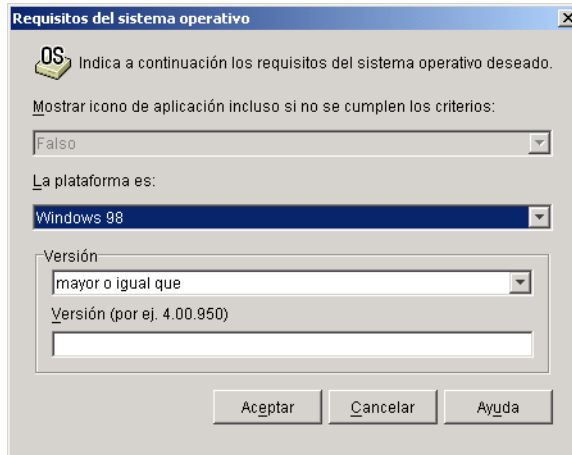 Requisitos del sistema operativo
OS
Indica a continuación los requisitos del sistema operativo deseado.
Mostrar icono de aplicación incluso si no se cumplen los criterios:
Falso
La plataforma es:
Windows 98
Versión
mayor o igual que
Versión (por ej. 4.00.950)
Aceptar
Cancelar
Ayuda